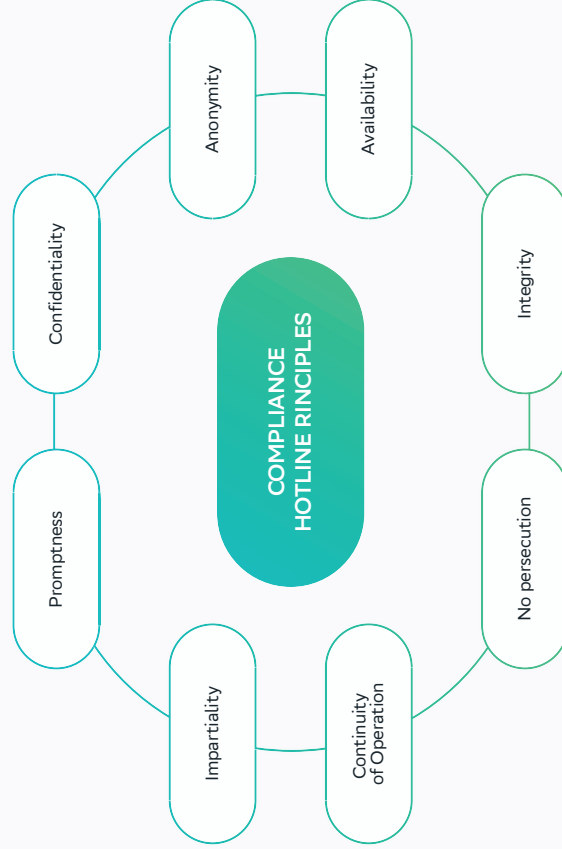 Promptness
Confidentiality
Impartiality
Anonymity
COMPLIANCE
HOTLINE RINCIPLES
Continuity
of Operation
Availability
No persecution
Integrity